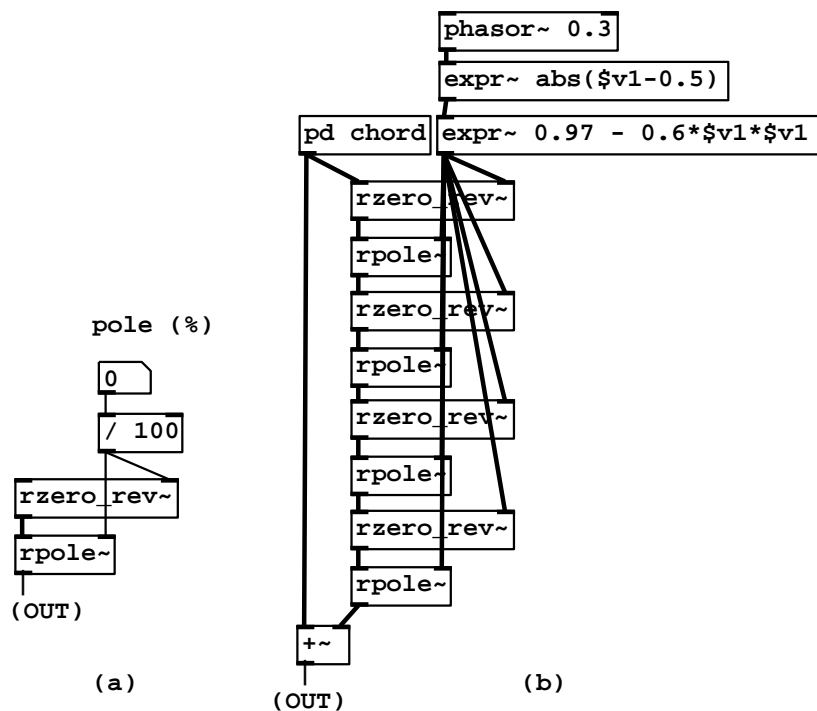 phasor~ 0.3
expr~ abs($v1-0.5)
pd chord
expr~ 0.97 - 0.6*$v1*$v1
rzero_rev~
rpole~
rzero_rev~
rpole~
rzero_rev~
rpole~
rzero_rev~
rpole~
+~
(OUT)
(b)
pole (%)
0
/ 100
rzero_rev~
rpole~
(OUT)
(a)